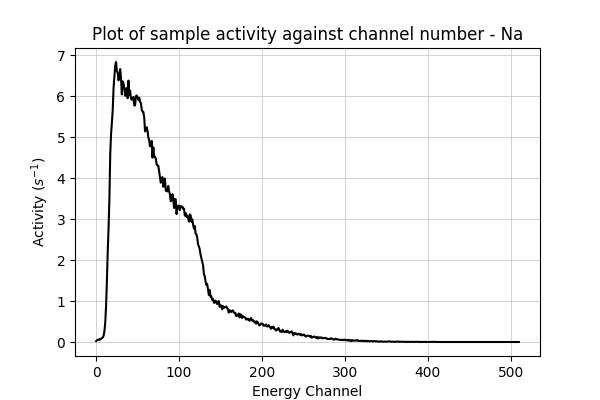 Plot of sample activity against channel number - Na
7
6
5
4
3
2
1
0
Activity (s⁻¹)
0 100 200 300 400 500
Energy Channel